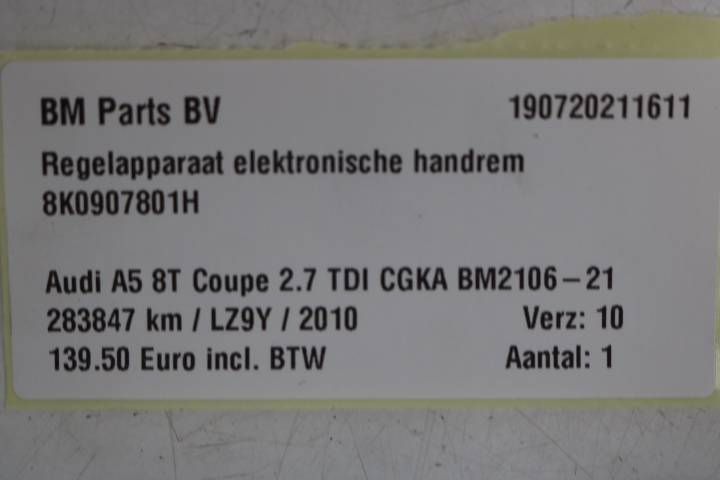 BM Parts BV 190720211611
Regelapparaat elektronische handrem
8K0907801H
Audi A5 8T Coupe 2.7 TDI CGKA BM2106-21
283847 km / LZ9Y / 2010 Verz: 10
139.50 Euro incl. BTW Aantal: 1